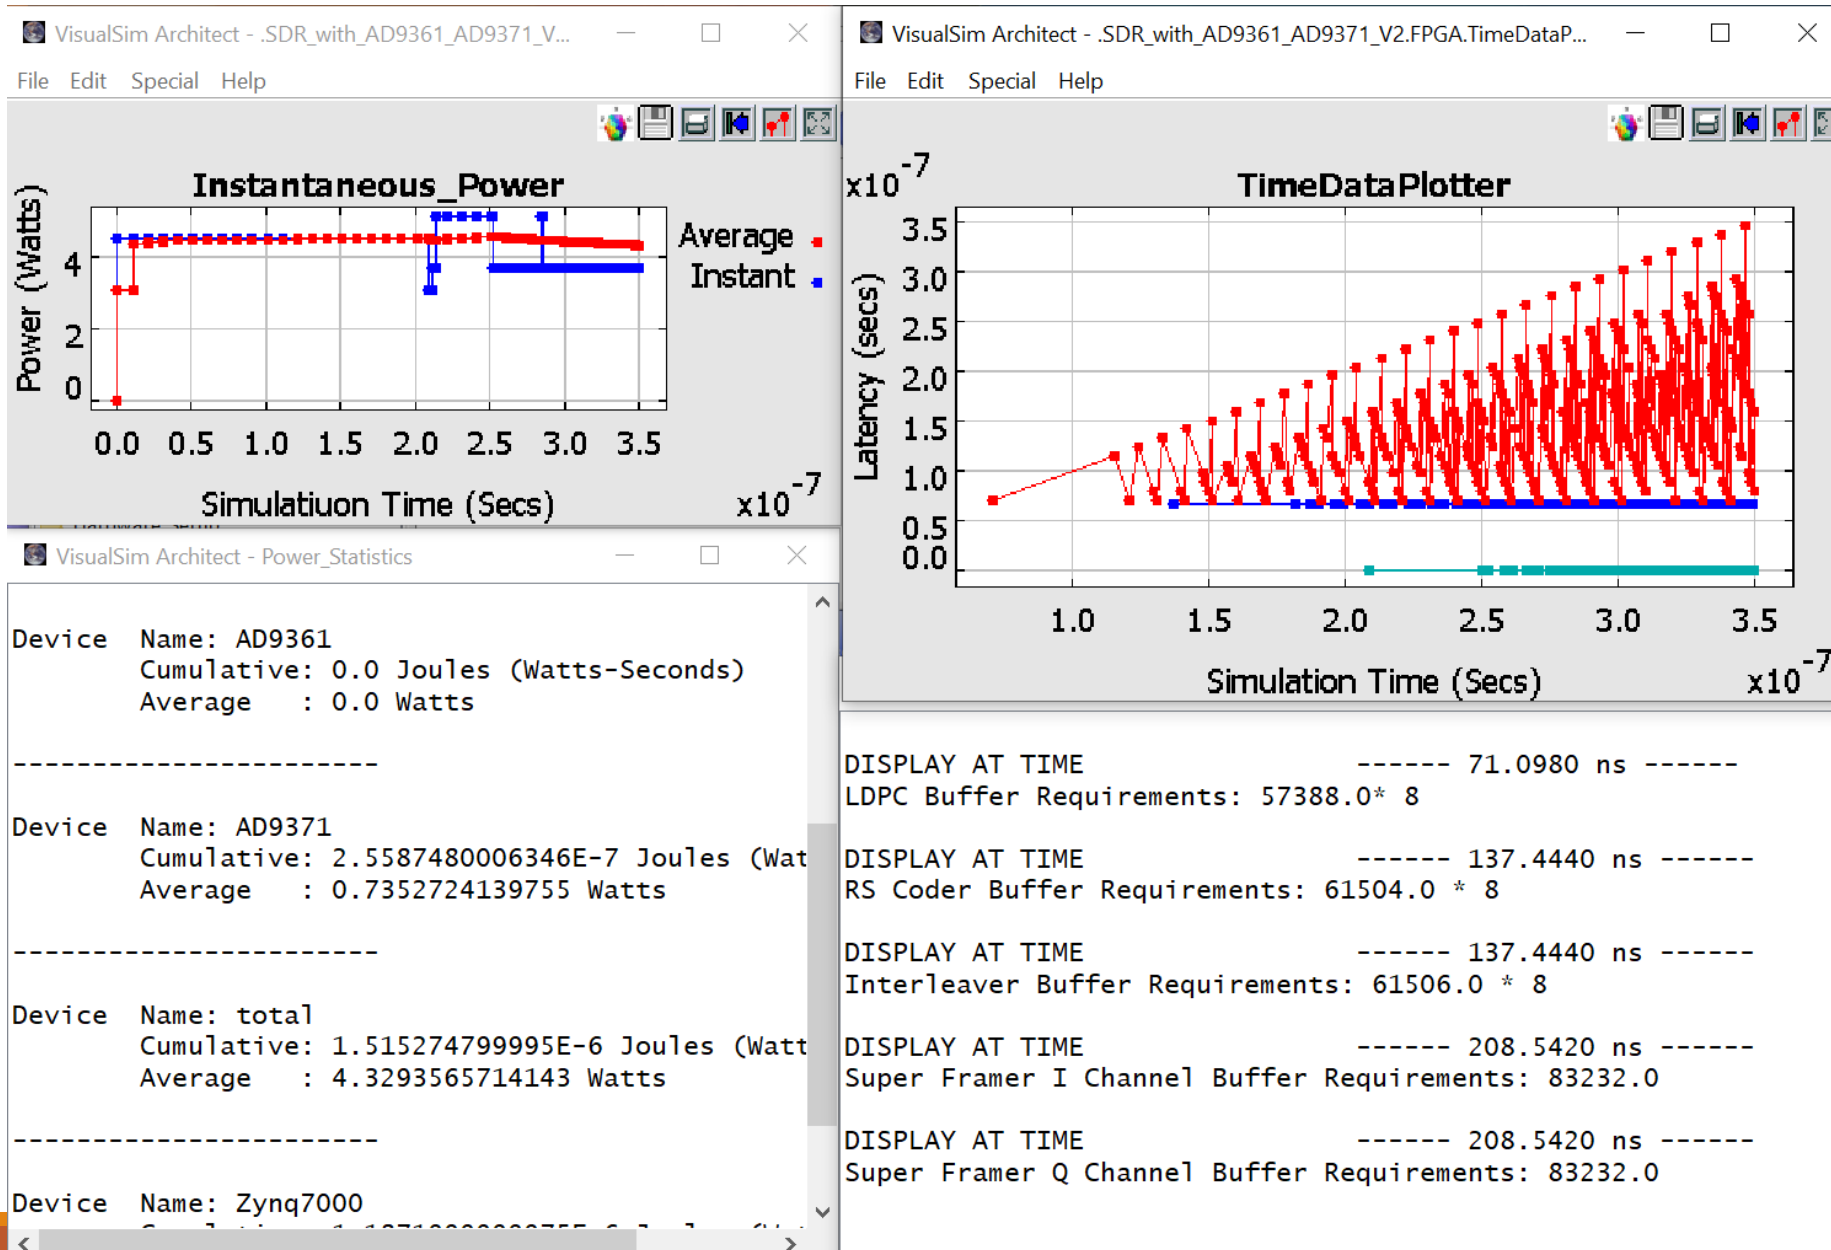 VisualSim Architect - .SDR_with_AD9361_AD9371_V...
File Edit Special Help
Instantaneous_Power
Power (Watts)
4
2
0
0.0 0.5 1.0 1.5 2.0 2.5 3.0 3.5
Simulatiuon Time (Secs)
x10^-7
Average
Instant
VisualSim Architect - .SDR_with_AD9361_AD9371_V2.FPGA.TimeDataP...
File Edit Special Help
x10^-7
TimeDataPlotter
Latency (secs)
3.5
3.0
2.5
2.0
1.5
1.0
0.5
0.0
1.0 1.5 2.0 2.5 3.0 3.5
Simulation Time (Secs)
x10^-7
VisualSim Architect - Power_Statistics
Device Name: AD9361
Cumulative: 0.0 Joules (Watts-Seconds)
Average : 0.0 Watts
-----------------------
Device Name: AD9371
Cumulative: 2.5587480006346E-7 Joules (Wat
Average : 0.7352724139755 Watts
-----------------------
Device Name: total
Cumulative: 1.515274799995E-6 Joules (Watt
Average : 4.3293565714143 Watts
-----------------------
Device Name: Zynq7000
DISPLAY AT TIME ------ 71.0980 ns ------
LDPC Buffer Requirements: 57388.0* 8
DISPLAY AT TIME ------ 137.4440 ns ------
RS Coder Buffer Requirements: 61504.0 * 8
DISPLAY AT TIME ------ 137.4440 ns ------
Interleaver Buffer Requirements: 61506.0 * 8
DISPLAY AT TIME ------ 208.5420 ns ------
Super Framer I Channel Buffer Requirements: 83232.0
DISPLAY AT TIME ------ 208.5420 ns ------
Super Framer Q Channel Buffer Requirements: 83232.0